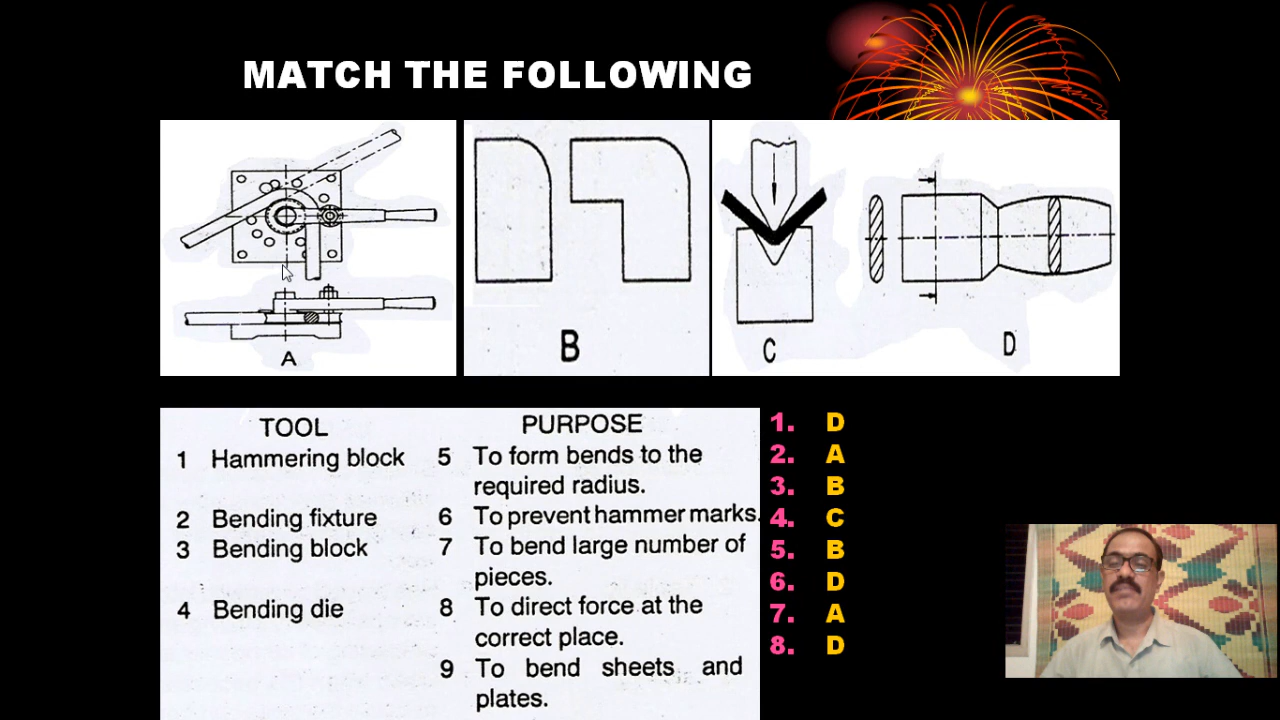 MATCH THE FOLLOWING
A
B
C
D
TOOL
1 Hammering block
2 Bending fixture
3 Bending block
4 Bending die
PURPOSE
5 To form bends to the
required radius.
6 To prevent hammer marks.
7 To bend large number of
pieces.
8 To direct force at the
correct place.
9 To bend sheets and
plates.
1. D
2. A
3. B
4. C
5. B
6. D
7. A
8. D